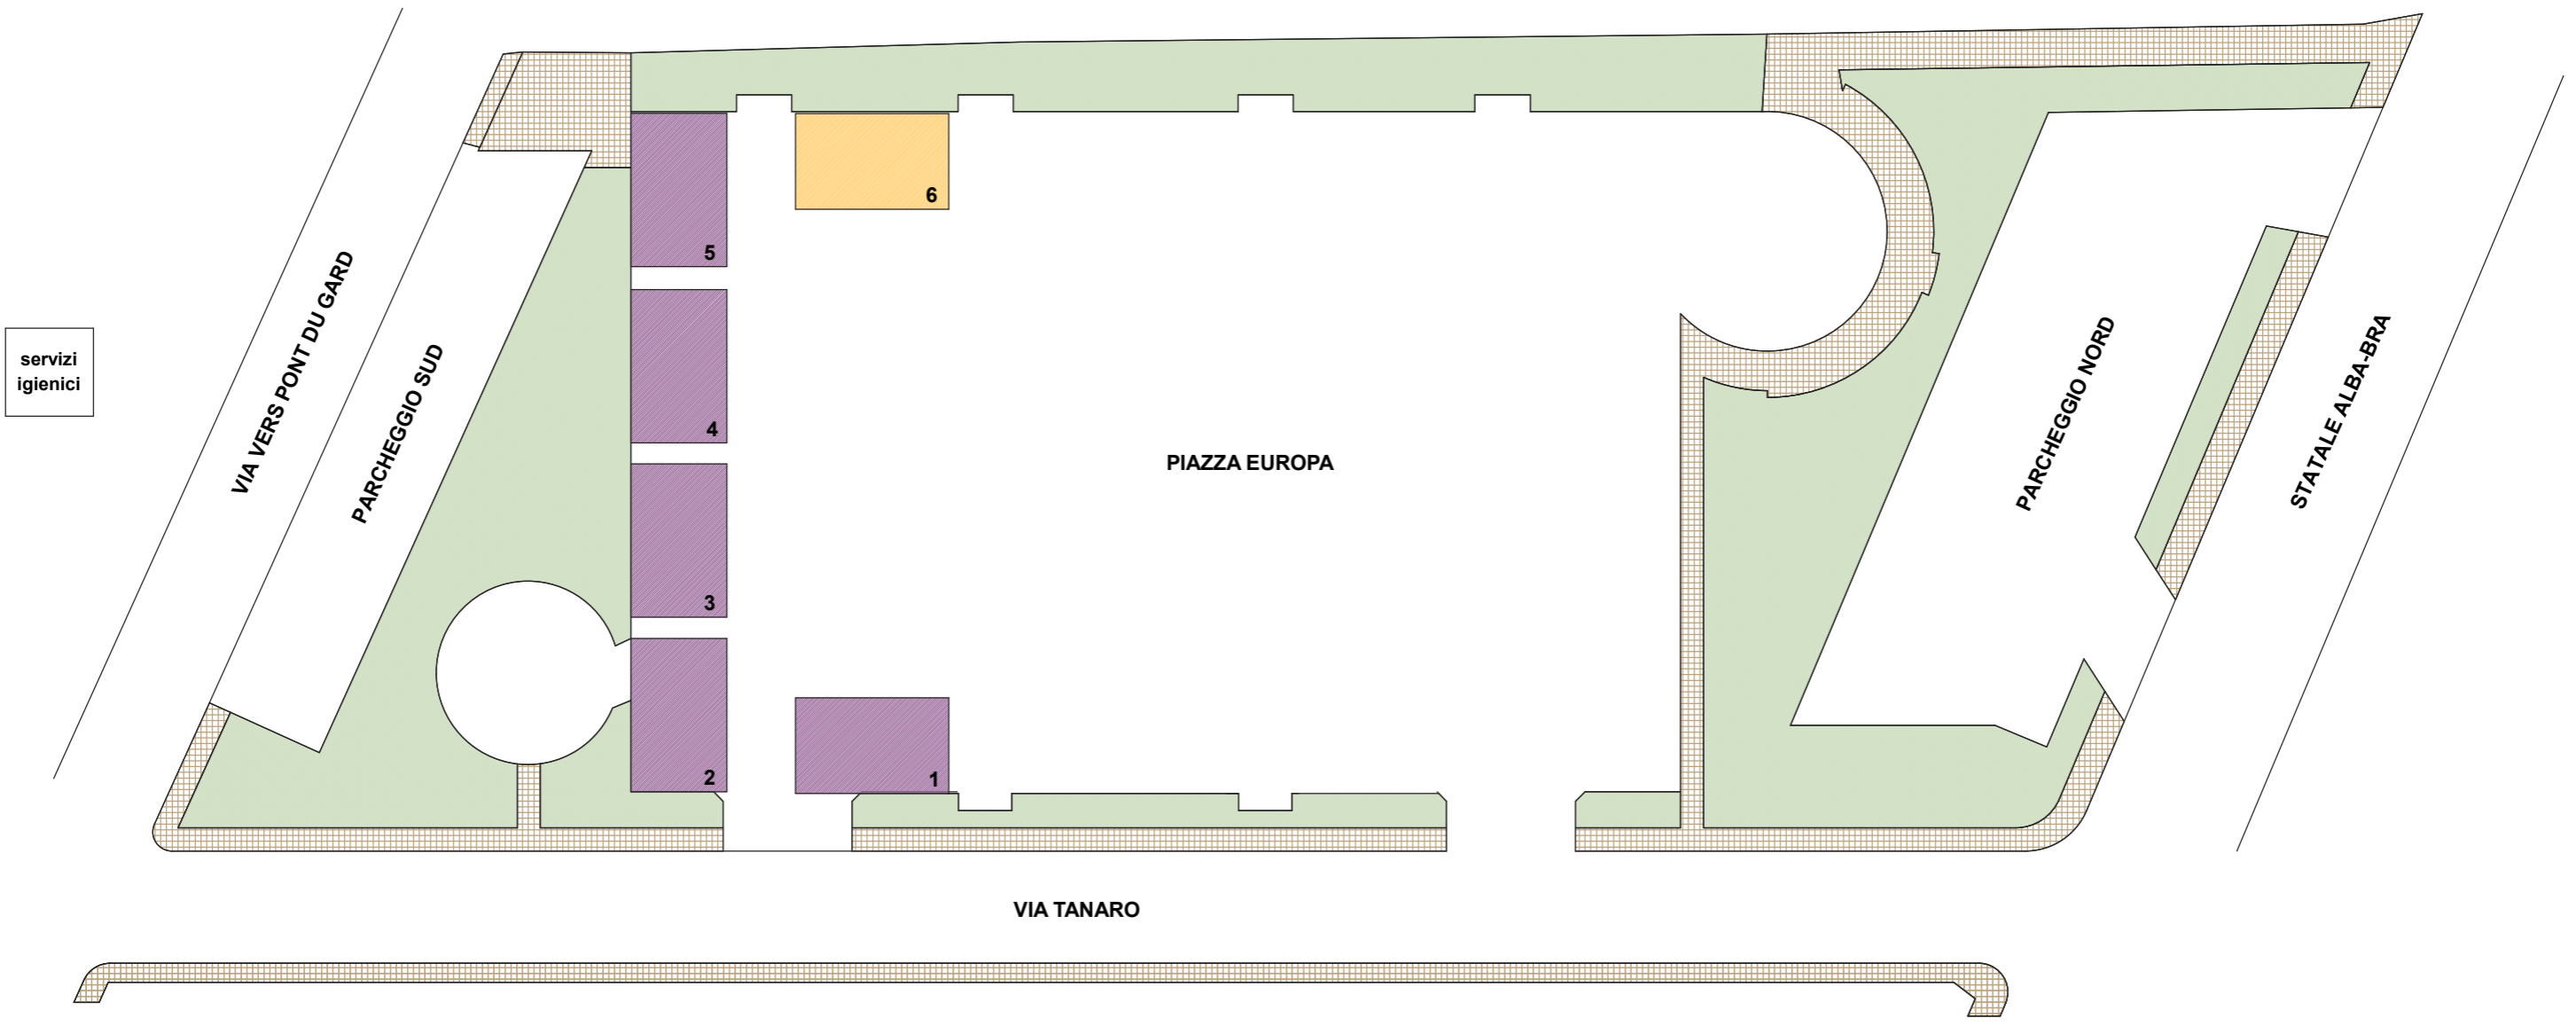 servizi
igienici
VIA VERS PONT DU GARD
PARCHEGGIO SUD
5
4
3
2
6
1
PIAZZA EUROPA
PARCHEGGIO NORD
STATALE ALBA-BRA
VIA TANARO